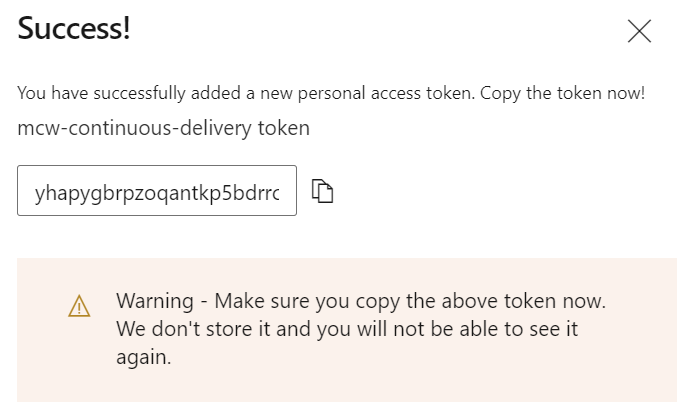 Success!
You have successfully added a new personal access token. Copy the token now!
mcw-continuous-delivery token
yhapygbrpzoqantkp5bdrrc
Warning - Make sure you copy the above token now.
We don't store it and you will not be able to see it
again.